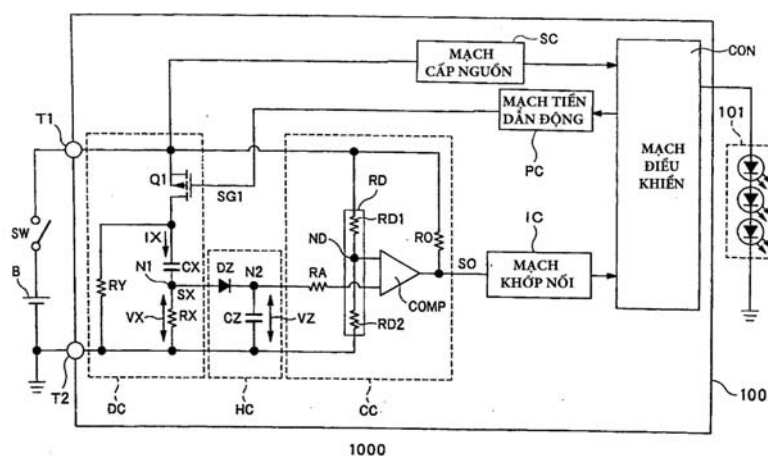 SC
CON
MẠCH
CẤP NGUỒN
MẠCH TIỀN
DẪN ĐỘNG
PC
MẠCH
ĐIỀU
KHIỂN
101
T1
Q1
SG1
RD
RD1
IC
SW
IX
ND
RO
N1
CX
DZ
N2
RA
SO
MẠCH
KHỚP NỐI
B
RY
SX
COMP
VX
RX
CZ
VZ
RD2
T2
DC
HC
CC
100
1000